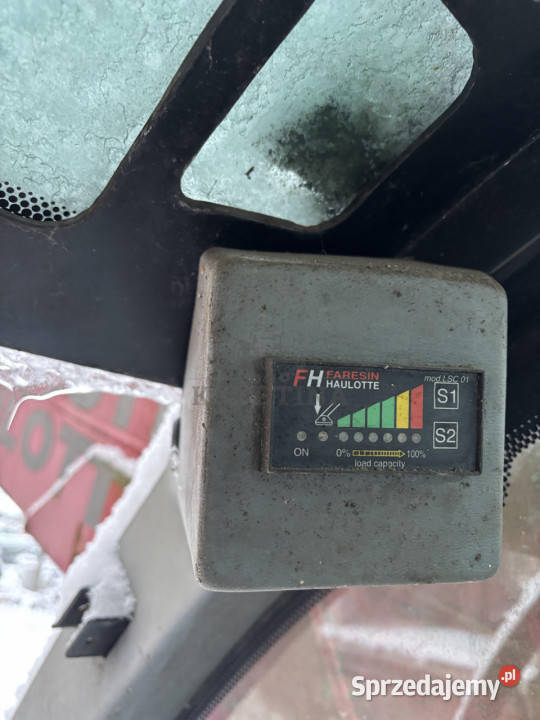 FH FARESIN
HAULOTTE
mod LSC 01
S1
S2
ON 0% 100%
load capacity
Sprzedajemy.pl